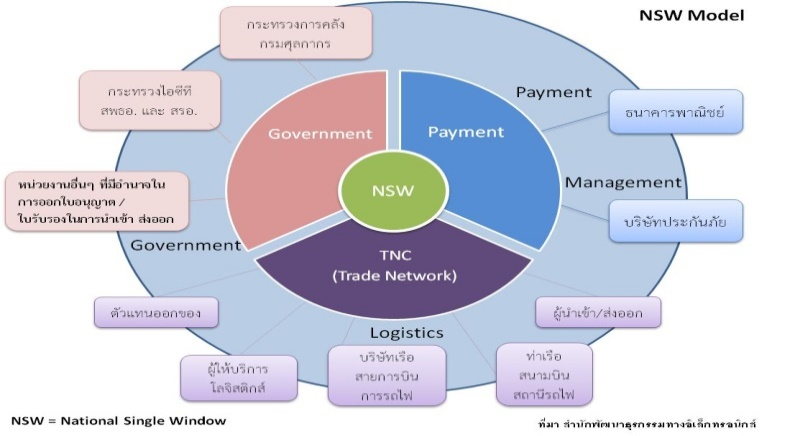 NSW Model
กระทรวงการคลัง
กรมศุลกากร
กระทรวงไอซีที
สพธอ. และ สรอ.
หน่วยงานอื่นๆ ที่มีอำนาจใน
การออกใบอนุญาต /
ใบรับรองในการนำเข้า ส่งออก
Government
Government
Payment
Payment
ธนาคารพาณิชย์
Management
บริษัทประกันภัย
NSW
TNC
(Trade Network)
Logistics
ตัวแทนออกของ
ผู้ให้บริการ
โลจิสติกส์
บริษัทเรือ
สายการบิน
การรถไฟ
ท่าเรือ
สนามบิน
สถานีรถไฟ
ผู้นำเข้า/ส่งออก
NSW = National Single Window
ที่มา สำนักพัฒนาธุรกรรมทางอิเล็กทรอนิกส์